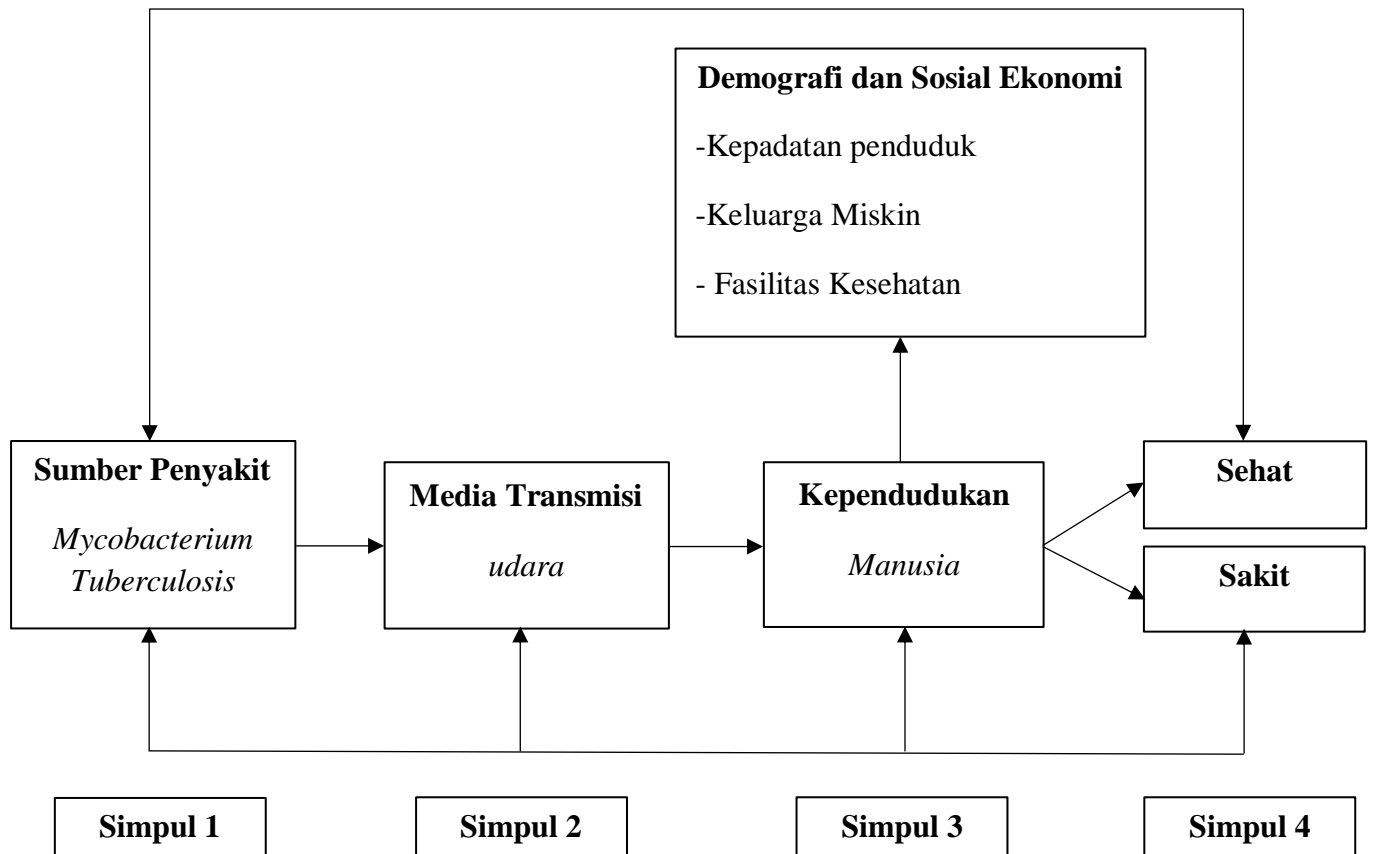 Demografi dan Sosial Ekonomi
-Kepadatan penduduk
-Keluarga Miskin
- Fasilitas Kesehatan
Sumber Penyakit
Mycobacterium
Tuberculosis
Media Transmisi
udara
Kependudukan
Manusia
Sehat
Sakit
Simpul 1
Simpul 2
Simpul 3
Simpul 4